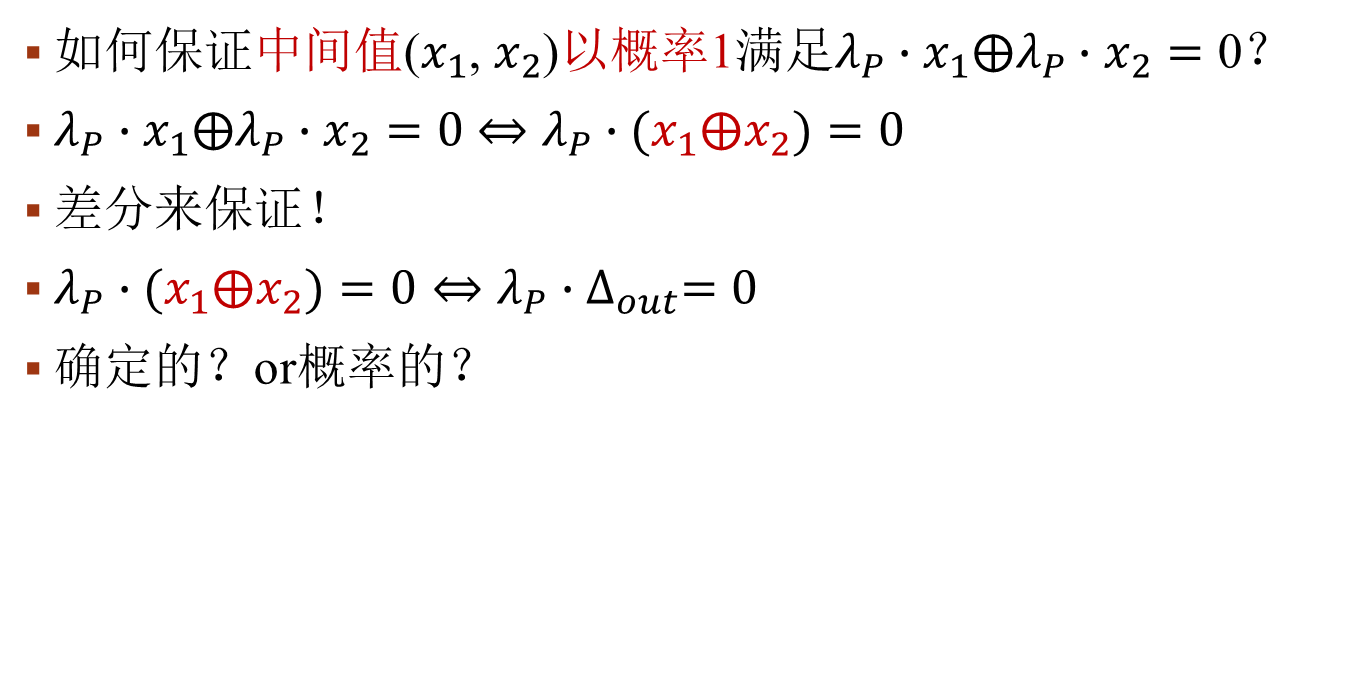 ▪ 如何保证中间值(𝑥₁, 𝑥₂)以概率1满足𝜆_𝑃 · 𝑥₁⊕𝜆_𝑃 · 𝑥₂ = 0？
▪ 𝜆_𝑃 · 𝑥₁⊕𝜆_𝑃 · 𝑥₂ = 0 ⇔ 𝜆_𝑃 · (𝑥₁⊕𝑥₂) = 0
▪ 差分来保证！
▪ 𝜆_𝑃 · (𝑥₁⊕𝑥₂) = 0 ⇔ 𝜆_𝑃 · Δ_𝑜𝑢𝑡= 0
▪ 确定的？or概率的？